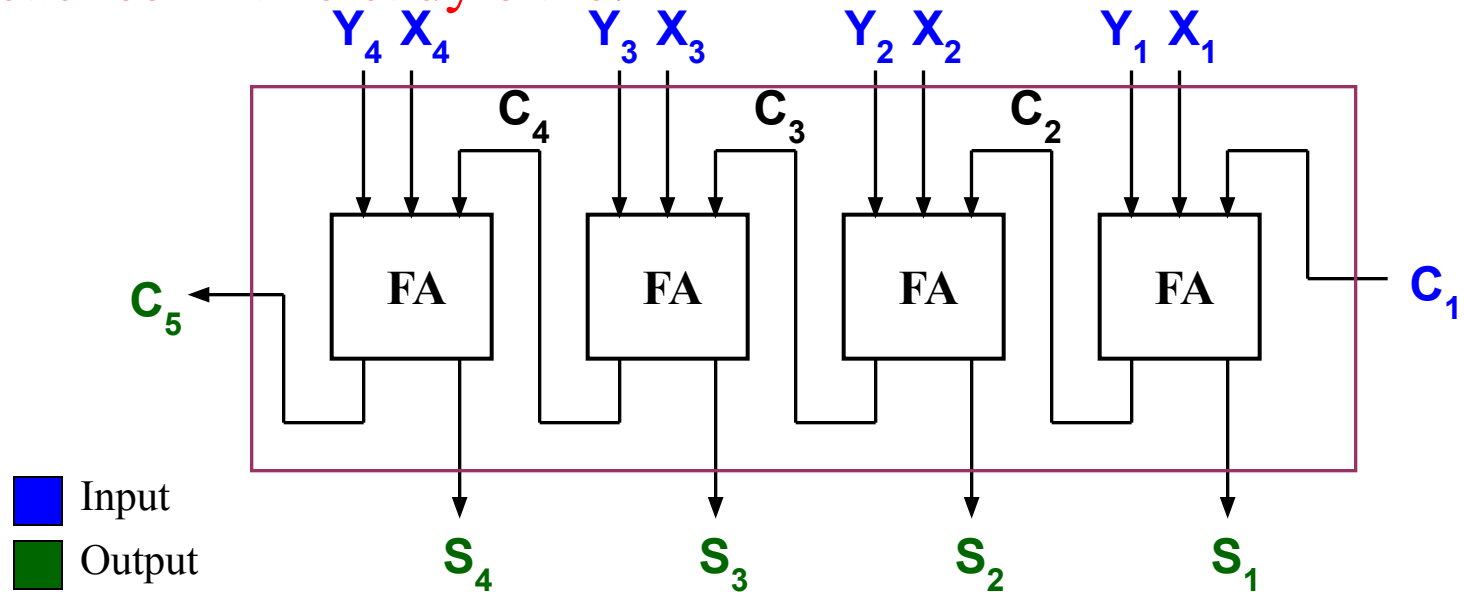 Y4 X4 Y3 X3 Y2 X2 Y1 X1
C4 C3 C2
FA FA FA FA
C5 C1
Input
Output
S4 S3 S2 S1